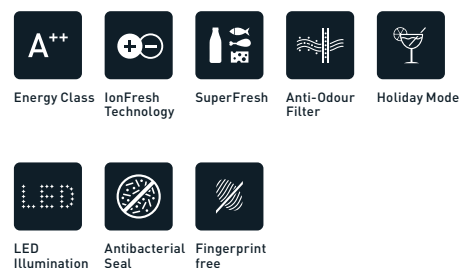 A++
Energy Class
IonFresh
Technology
SuperFresh
Anti-Odour
Filter
Holiday Mode
LED
LED
Illumination
Antibacterial
Seal
Fingerprint
free